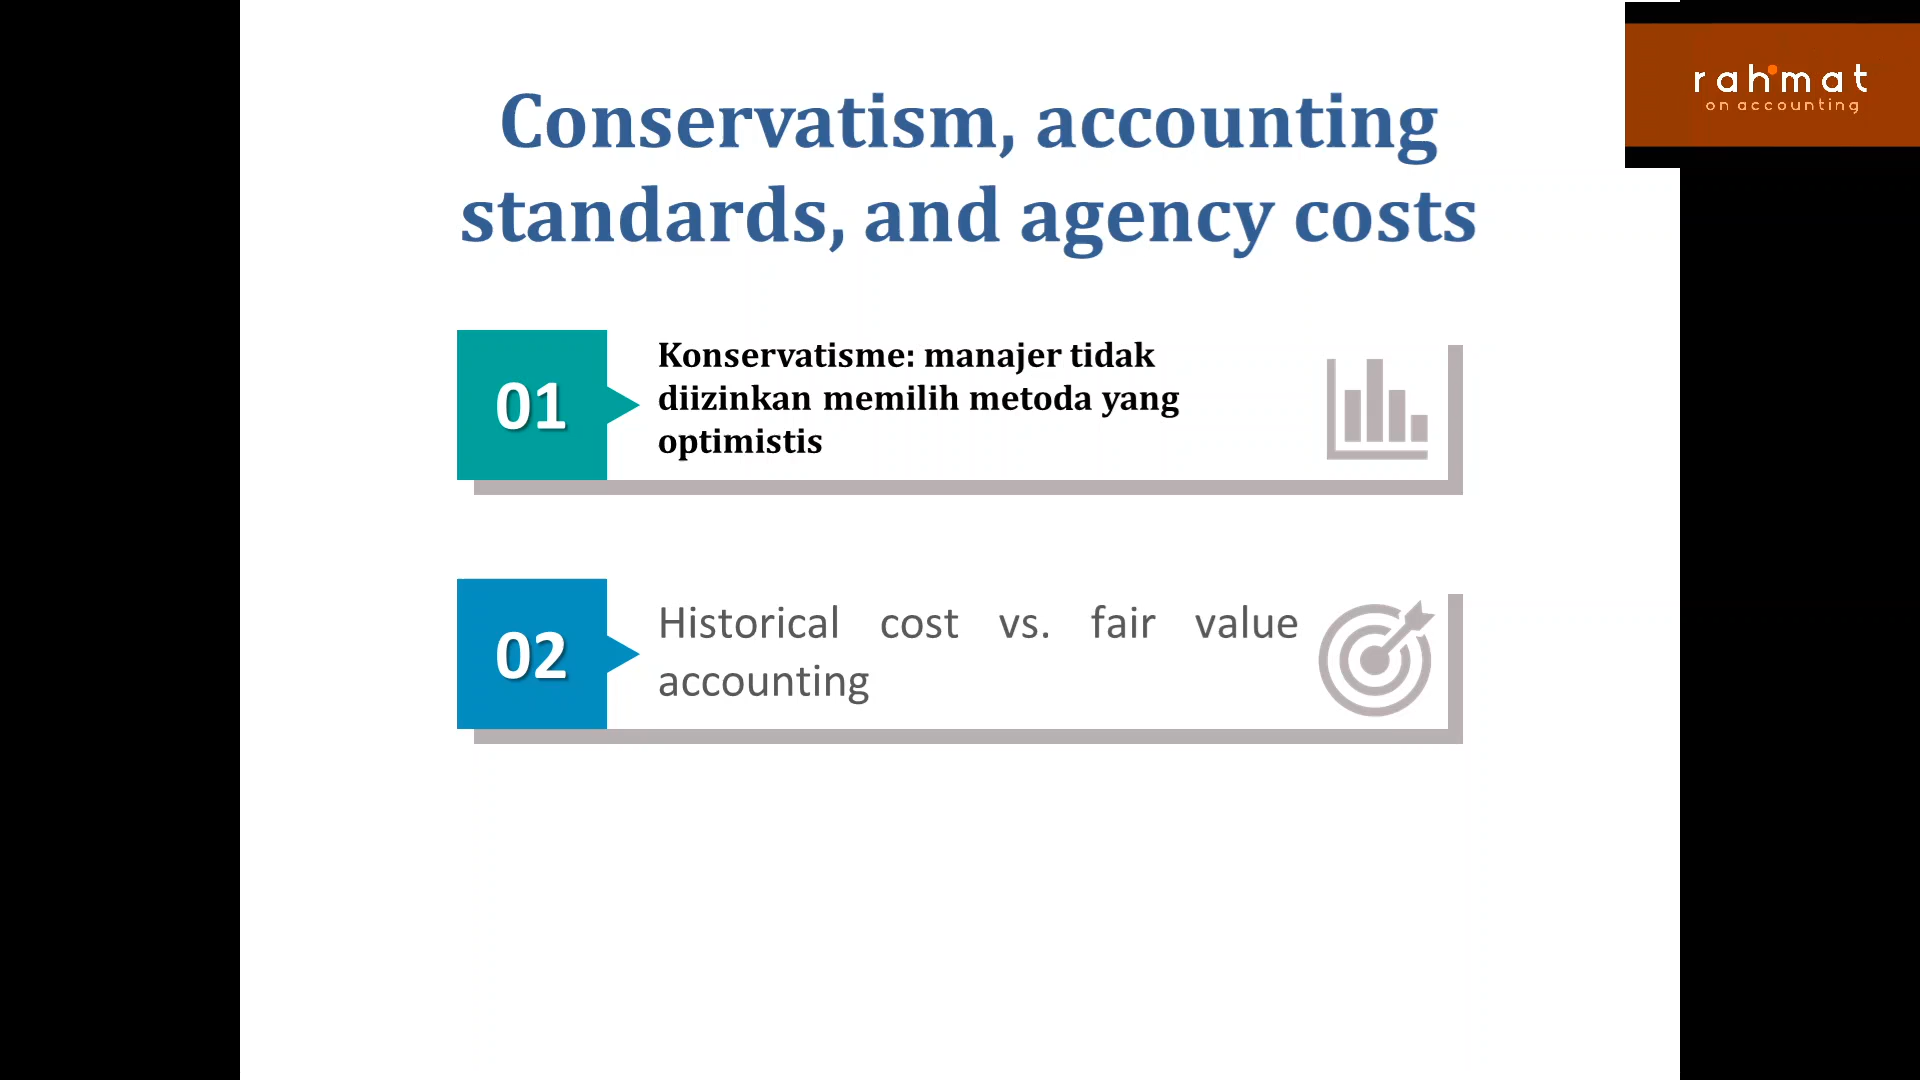 rahmat
on accounting
Conservatism, accounting
standards, and agency costs
01
Konservatisme: manajer tidak
diizinkan memilih metoda yang
optimistis
02
Historical cost vs. fair value
accounting